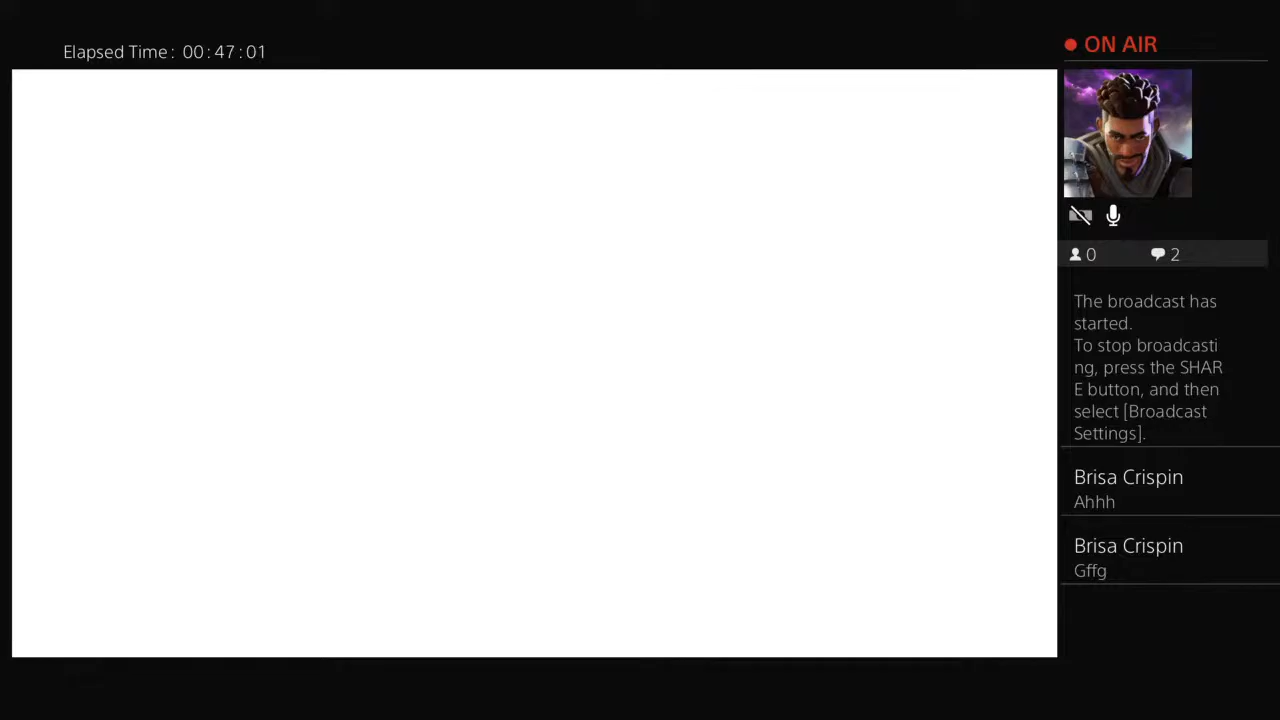 Elapsed Time: 00:47:01
ON AIR
0 2
The broadcast has
started.
To stop broadcasti
ng, press the SHAR
E button, and then
select [Broadcast
Settings].
Brisa Crispin
Ahhh
Brisa Crispin
Gffg